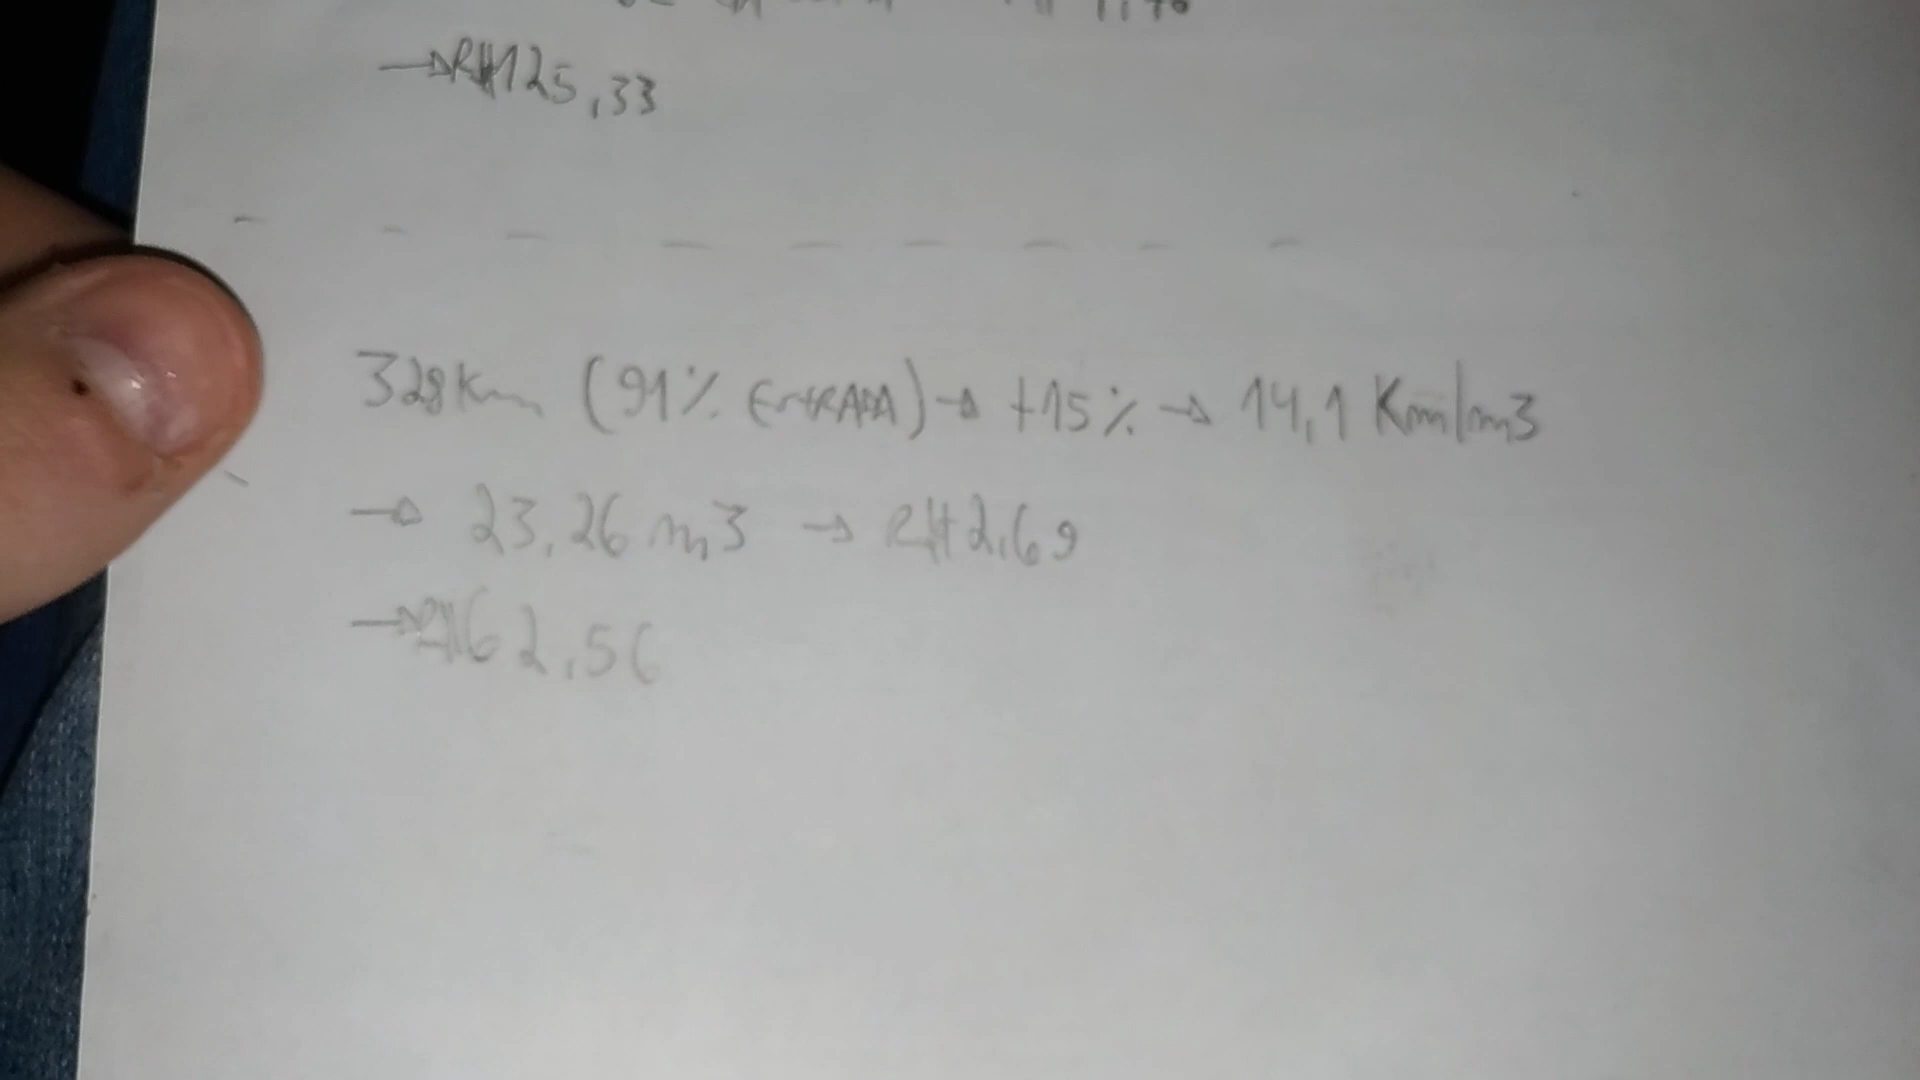 →R$125,33
328Km (91% EntRADA) → +15% → 14,1 Km/m3
→ 23,26 m3 → R$2,69
→R$62,56